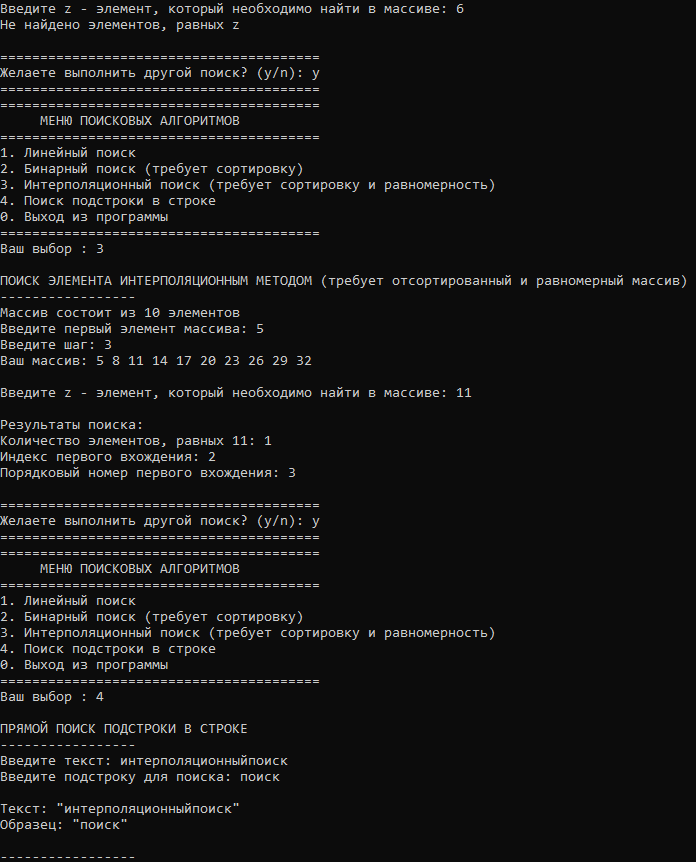 Введите z - элемент, который необходимо найти в массиве: 6
Не найдено элементов, равных z
========================================
Желаете выполнить другой поиск? (y/n): y
========================================
========================================
МЕНЮ ПОИСКОВЫХ АЛГОРИТМОВ
========================================
1. Линейный поиск
2. Бинарный поиск (требует сортировку)
3. Интерполяционный поиск (требует сортировку и равномерность)
4. Поиск подстроки в строке
0. Выход из программы
========================================
Ваш выбор : 3
ПОИСК ЭЛЕМЕНТА ИНТЕРПОЛЯЦИОННЫМ МЕТОДОМ (требует отсортированный и равномерный массив)
-----------------
Массив состоит из 10 элементов
Введите первый элемент массива: 5
Введите шаг: 3
Ваш массив: 5 8 11 14 17 20 23 26 29 32
Введите z - элемент, который необходимо найти в массиве: 11
Результаты поиска:
Количество элементов, равных 11: 1
Индекс первого вхождения: 2
Порядковый номер первого вхождения: 3
========================================
Желаете выполнить другой поиск? (y/n): y
========================================
========================================
МЕНЮ ПОИСКОВЫХ АЛГОРИТМОВ
========================================
1. Линейный поиск
2. Бинарный поиск (требует сортировку)
3. Интерполяционный поиск (требует сортировку и равномерность)
4. Поиск подстроки в строке
0. Выход из программы
========================================
Ваш выбор : 4
ПРЯМОЙ ПОИСК ПОДСТРОКИ В СТРОКЕ
-----------------
Введите текст: интерполяционныйпоиск
Введите подстроку для поиска: поиск
Текст: "интерполяционныйпоиск"
Образец: "поиск"
-----------------